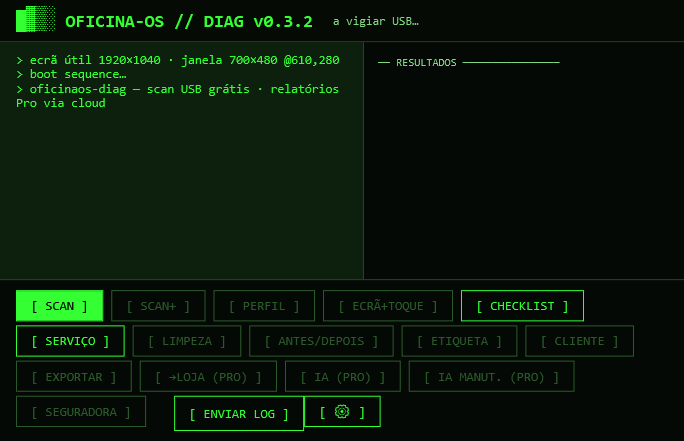 OFICINA-OS // DIAG v0.3.2 a vigiar USB…
> ecrã útil 1920×1040 · janela 700×480 @610,280
> boot sequence…
> oficinaos-diag — scan USB grátis · relatórios
Pro via cloud
── RESULTADOS ────────────────
[ SCAN ] [ SCAN+ ] [ PERFIL ] [ ECRÃ+TOQUE ] [ CHECKLIST ]
[ SERVIÇO ] [ LIMPEZA ] [ ANTES/DEPOIS ] [ ETIQUETA ] [ CLIENTE ]
[ EXPORTAR ] [ →LOJA (PRO) ] [ IA (PRO) ] [ IA MANUT. (PRO) ]
[ SEGURADORA ] [ ENVIAR LOG ] [ ⚙ ]